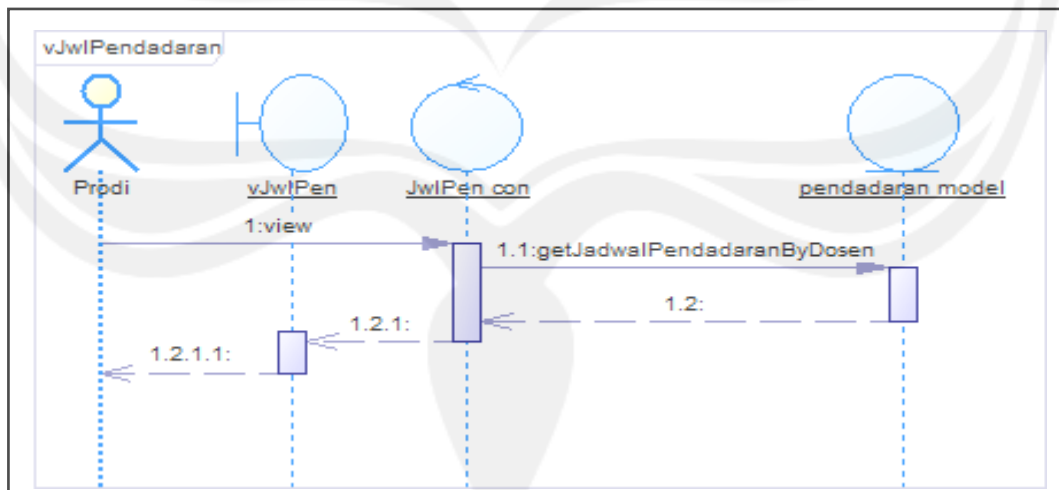 vJwlPendadaran
Prodi
vJwlPen
JwlPen con
pendadaran model
1:view
1.1:getJadwalPendadaranByDosen
1.2:
1.2.1:
1.2.1.1: